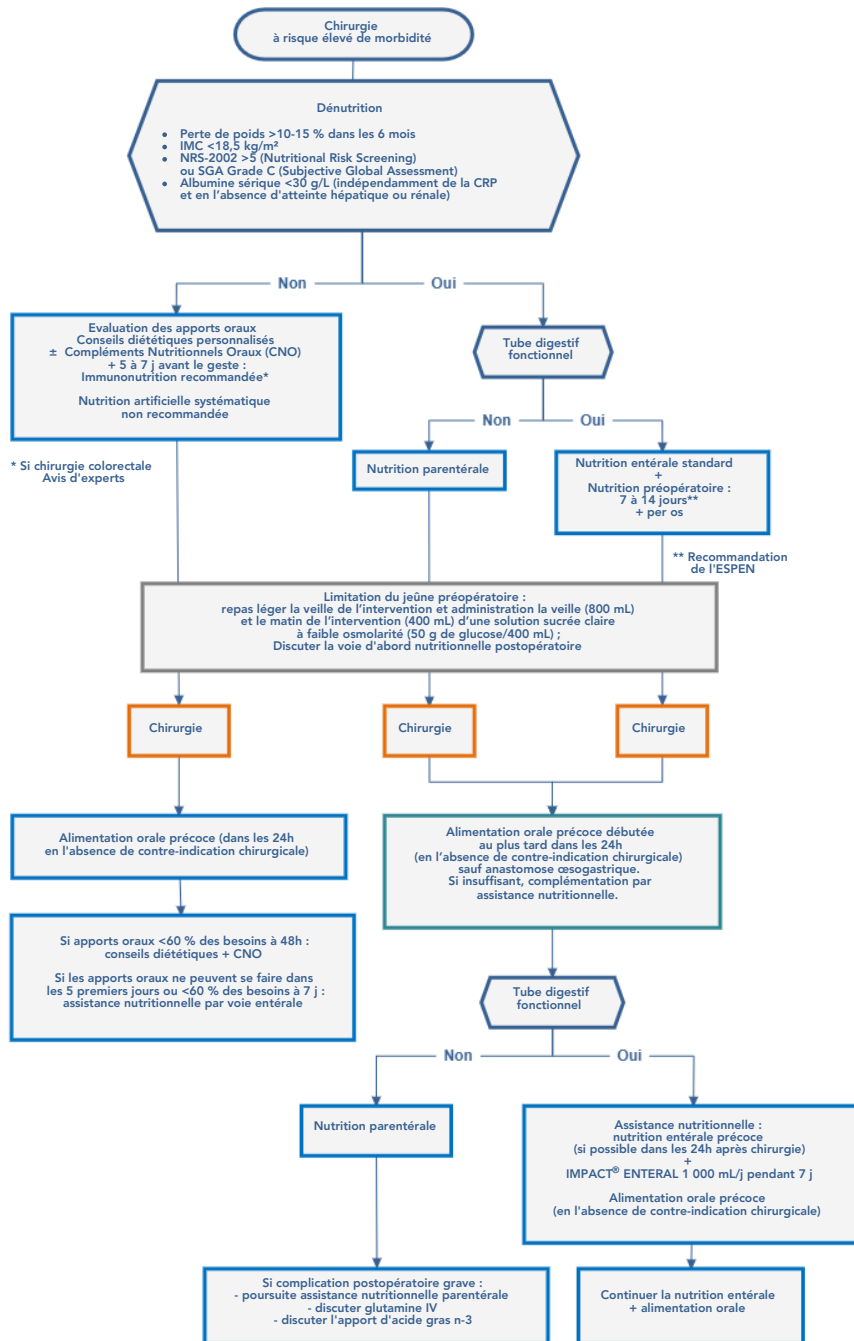 Chirurgie
à risque élevé de morbidité
Dénutrition
• Perte de poids >10-15 % dans les 6 mois
• IMC <18,5 kg/m²
• NRS-2002 >5 (Nutritional Risk Screening)
ou SGA Grade C (Subjective Global Assessment)
• Albumine sérique <30 g/L (indépendamment de la CRP
et en l’absence d'atteinte hépatique ou rénale)
Non
Oui
Evaluation des apports oraux
Conseils diététiques personnalisés
± Compléments Nutritionnels Oraux (CNO)
+ 5 à 7 j avant le geste :
Immunonutrition recommandée*
Nutrition artificielle systématique
non recommandée
Tube digestif
fonctionnel
Non
Oui
* Si chirurgie colorectale
Avis d'experts
Nutrition parentérale
Nutrition entérale standard
+
Nutrition préopératoire :
7 à 14 jours**
+ per os
** Recommandation
de l'ESPEN
Limitation du jeûne préopératoire :
repas léger la veille de l’intervention et administration la veille (800 mL)
et le matin de l’intervention (400 mL) d’une solution sucrée claire
à faible osmolarité (50 g de glucose/400 mL) ;
Discuter la voie d'abord nutritionnelle postopératoire
Chirurgie
Chirurgie
Chirurgie
Alimentation orale précoce (dans les 24h
en l'absence de contre-indication chirurgicale)
Alimentation orale précoce débutée
au plus tard dans les 24h
(en l’absence de contre-indication chirurgicale)
sauf anastomose œsogastrique.
Si insuffisant, complémentation par
assistance nutritionnelle.
Si apports oraux <60 % des besoins à 48h :
conseils diététiques + CNO
Si les apports oraux ne peuvent se faire dans
les 5 premiers jours ou <60 % des besoins à 7 j :
assistance nutritionnelle par voie entérale
Tube digestif
fonctionnel
Non
Oui
Nutrition parentérale
Assistance nutritionnelle :
nutrition entérale précoce
(si possible dans les 24h après chirurgie)
+
IMPACT® ENTERAL 1 000 mL/j pendant 7 j
Alimentation orale précoce
(en l'absence de contre-indication chirurgicale)
Si complication postopératoire grave :
- poursuite assistance nutritionnelle parentérale
- discuter glutamine IV
- discuter l'apport d'acide gras n-3
Continuer la nutrition entérale
+ alimentation orale